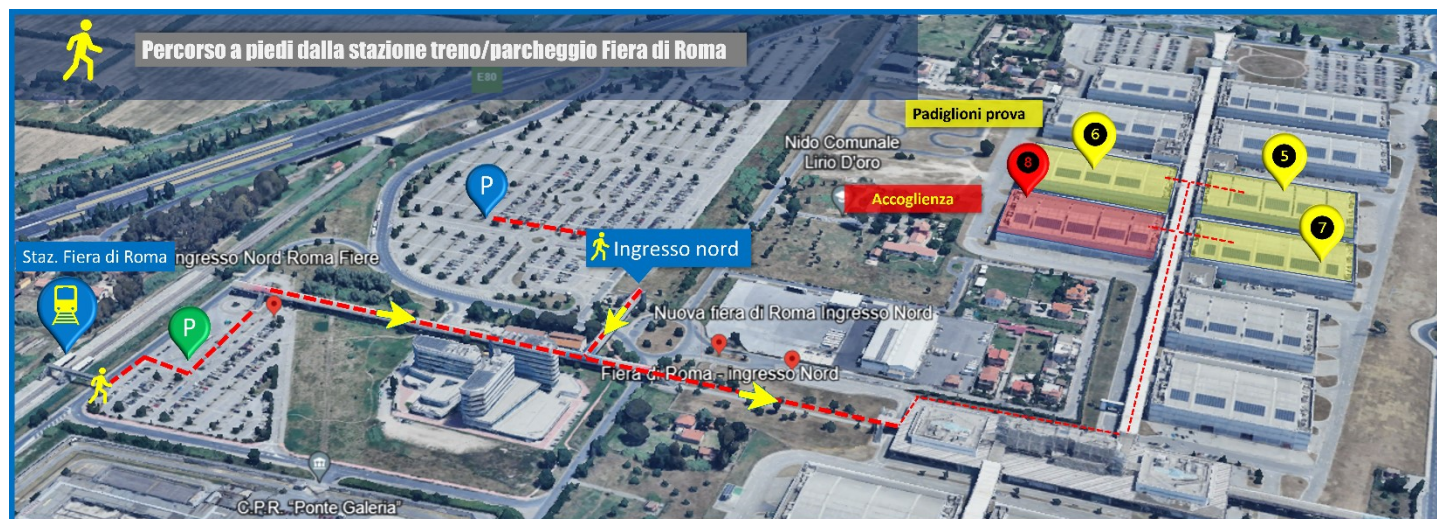 Percorso a piedi dalla stazione treno/parcheggio Fiera di Roma
E80
Padiglioni prova
6
Nido Comunale
Lirio D'oro
5
8
P
Accoglienza
7
Ingresso nord
Staz. Fiera di Roma
ngresso Nord Roma Fiere
P
Nuova fiera di Roma Ingresso Nord
Fiera di Roma - ingresso Nord
C.P.R. "Ponte Galeria"